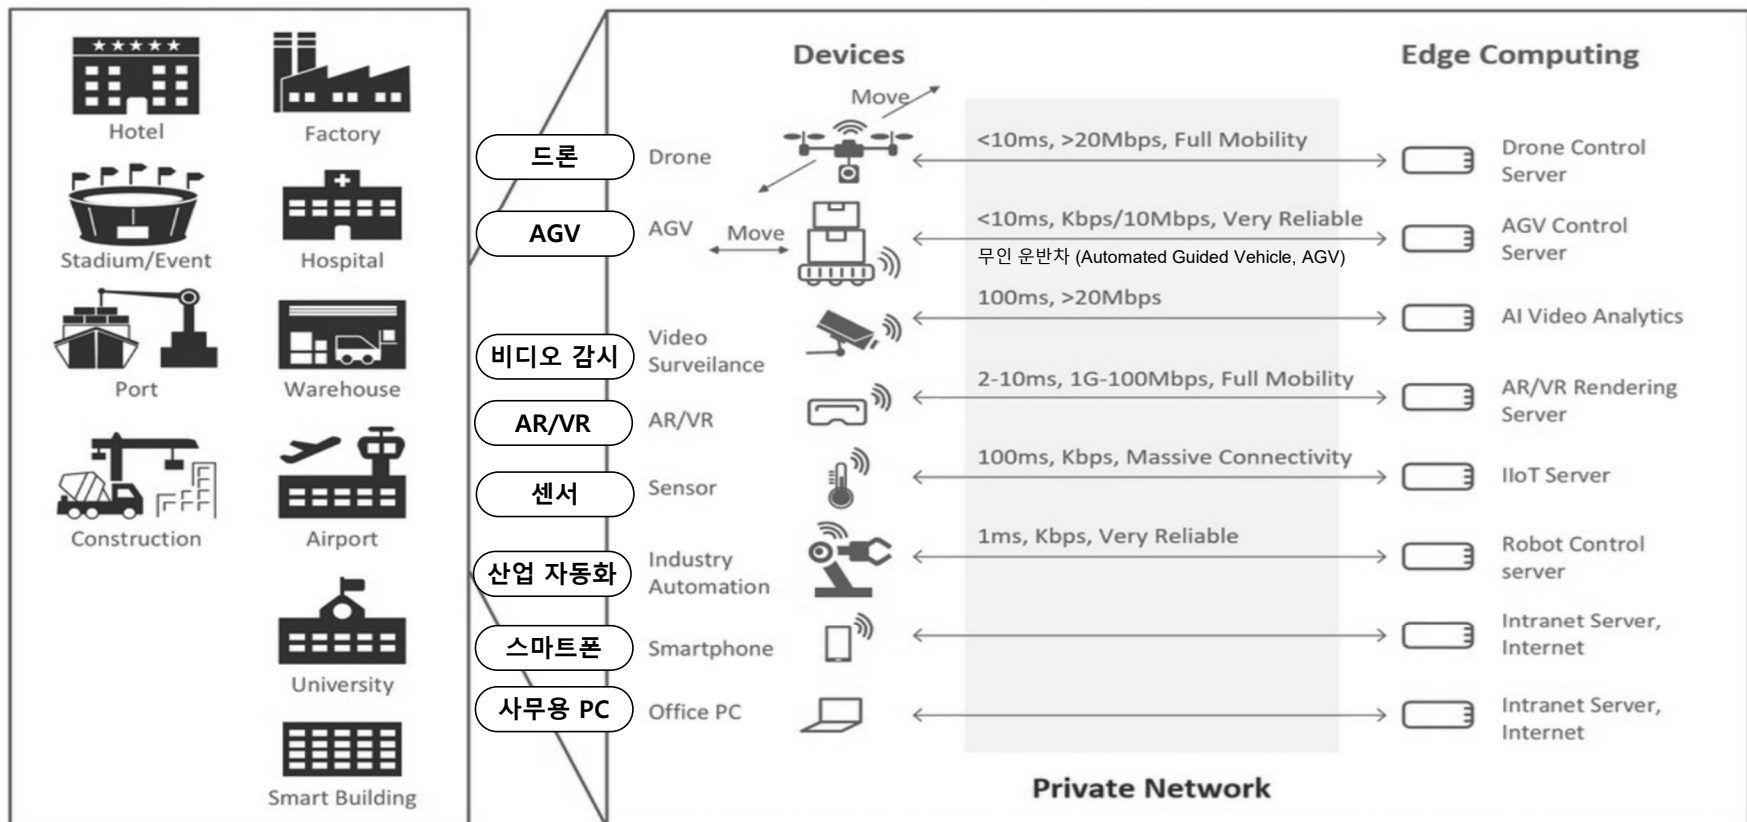 ★★★★★
Hotel
Factory
Stadium/Event
Hospital
Port
Warehouse
Construction
Airport
University
Smart Building
Devices
Edge Computing
드론
Drone
Move
<10ms, >20Mbps, Full Mobility
Drone Control
Server
AGV
AGV
Move
<10ms, Kbps/10Mbps, Very Reliable
무인 운반차 (Automated Guided Vehicle, AGV)
AGV Control
Server
비디오 감시
Video
Surveilance
100ms, >20Mbps
AI Video Analytics
AR/VR
AR/VR
2-10ms, 1G-100Mbps, Full Mobility
AR/VR Rendering
Server
센서
Sensor
100ms, Kbps, Massive Connectivity
IIoT Server
산업 자동화
Industry
Automation
1ms, Kbps, Very Reliable
Robot Control
server
스마트폰
Smartphone
Intranet Server,
Internet
사무용 PC
Office PC
Intranet Server,
Internet
Private Network